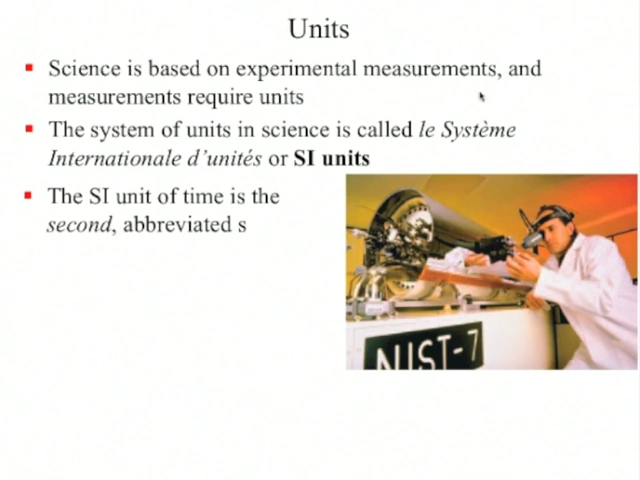 Units
Science is based on experimental measurements, and
measurements require units
The system of units in science is called le Système
Internationale d'unités or SI units
The SI unit of time is the
second, abbreviated s
NIST-7